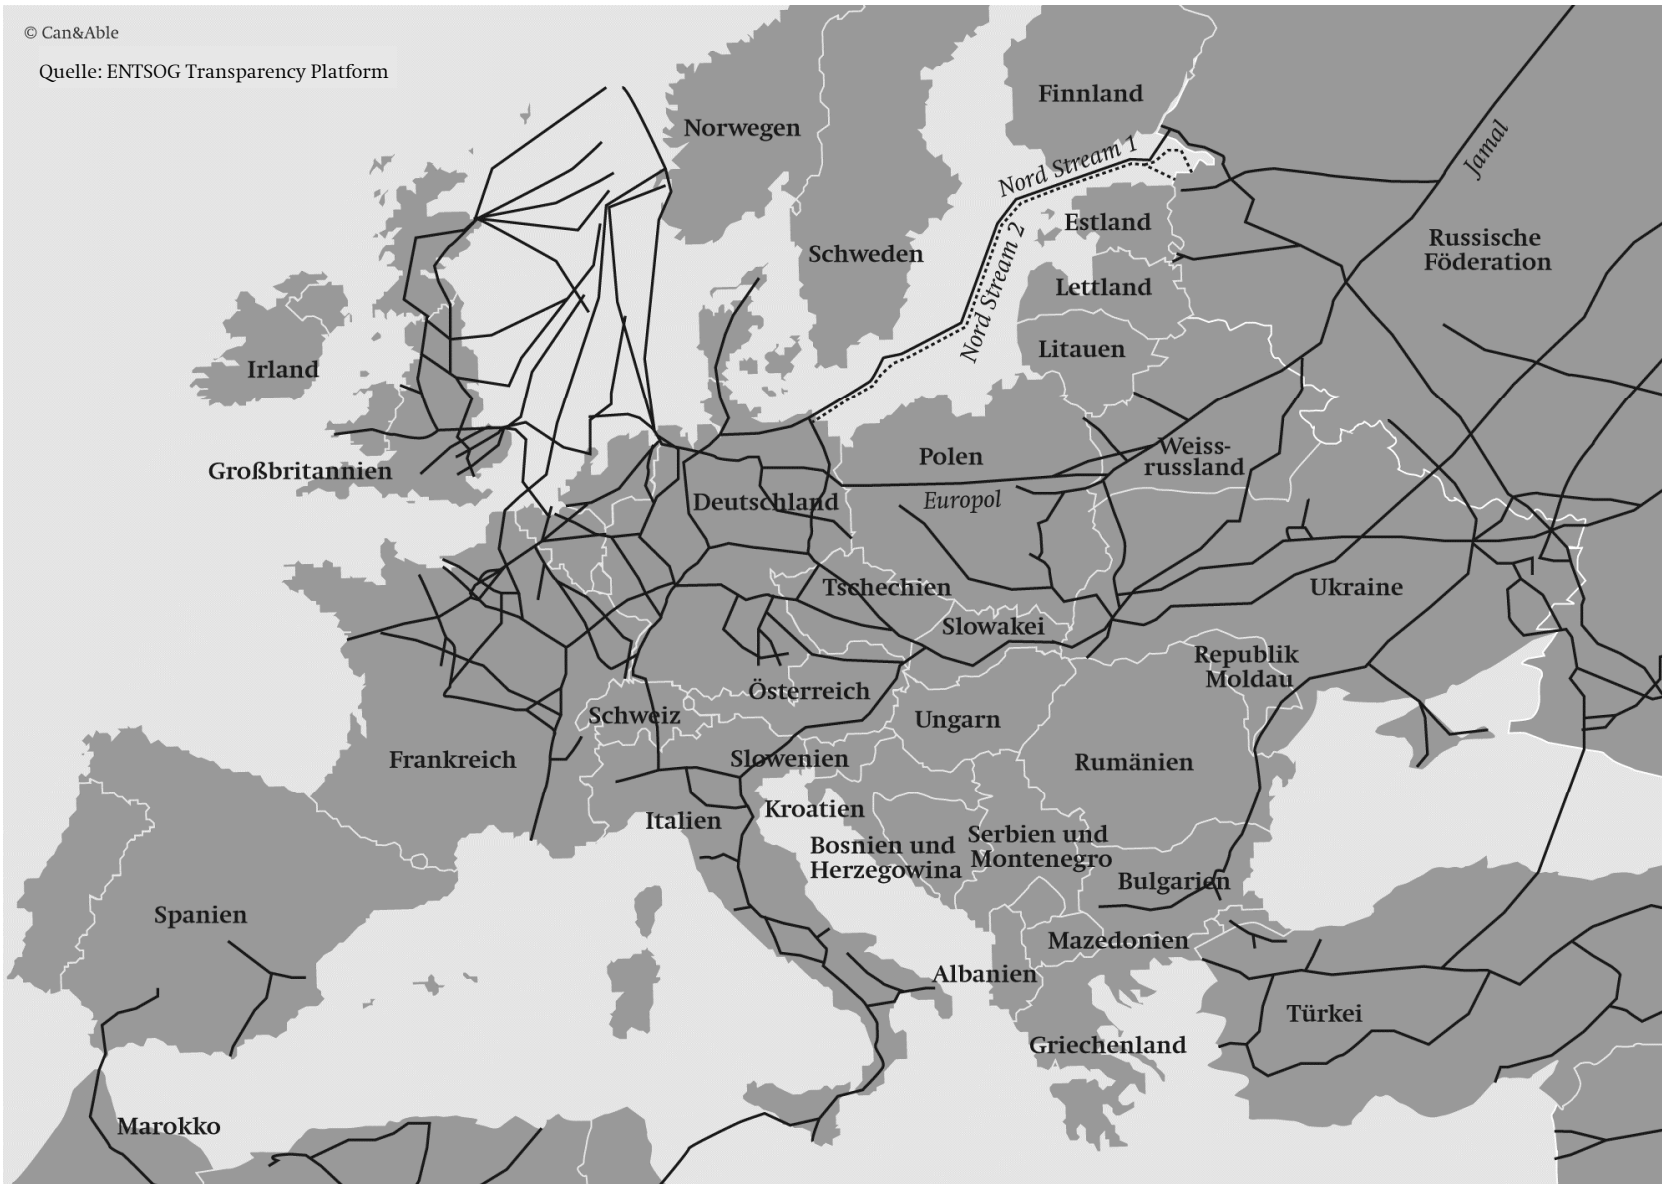 © Can&Able
Quelle: ENTSOG Transparency Platform
Finnland
Norwegen
Jamal
Nord Stream 1
Estland
Schweden
Russische
Föderation
Nord Stream 2
Lettland
Litauen
Irland
Weiss-
russland
Polen
Großbritannien
Europol
Deutschland
Tschechien
Ukraine
Slowakei
Republik
Moldau
Österreich
Schweiz
Ungarn
Frankreich
Slowenien
Rumänien
Kroatien
Italien
Serbien und
Montenegro
Bosnien und
Herzegowina
Bulgarien
Spanien
Mazedonien
Albanien
Türkei
Griechenland
Marokko